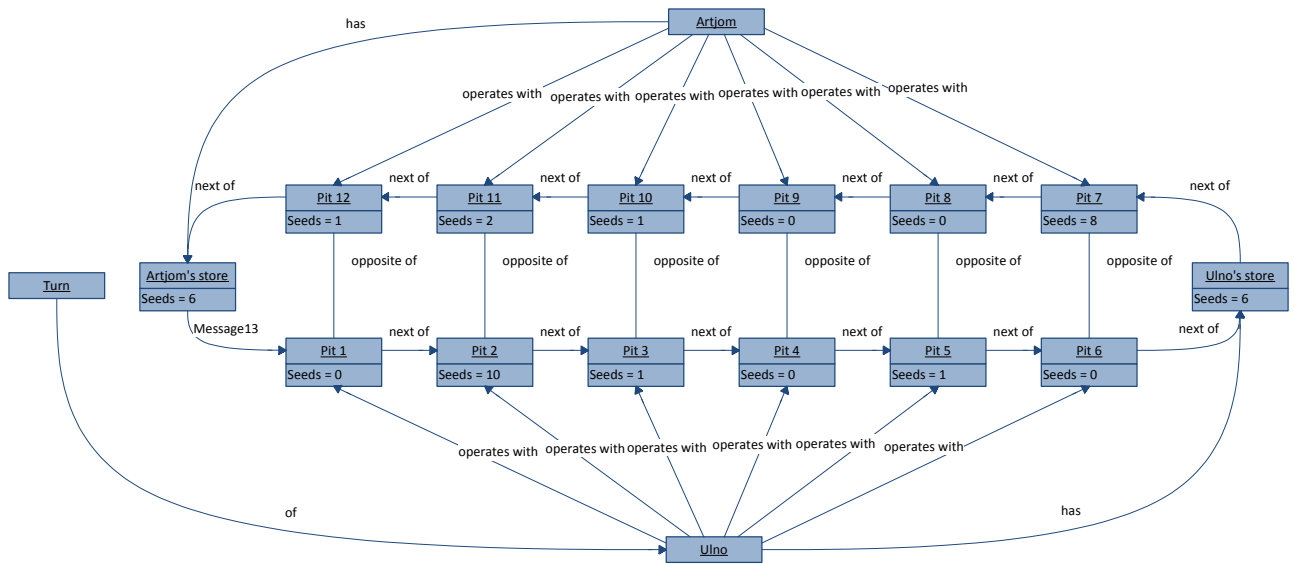 Artjom
has
operates with operates with operates with operates with operates with operates with
next of next of next of next of next of next of next of
Pit 12 Pit 11 Pit 10 Pit 9 Pit 8 Pit 7
Seeds = 1 Seeds = 2 Seeds = 1 Seeds = 0 Seeds = 0 Seeds = 8
opposite of opposite of opposite of opposite of opposite of opposite of
Turn Artjom's store Ulno's store
Seeds = 6 Seeds = 6
Message13 next of next of next of next of next of next of
Pit 1 Pit 2 Pit 3 Pit 4 Pit 5 Pit 6
Seeds = 0 Seeds = 10 Seeds = 1 Seeds = 0 Seeds = 1 Seeds = 0
operates with operates with operates with operates with operates with operates with
of has
Ulno